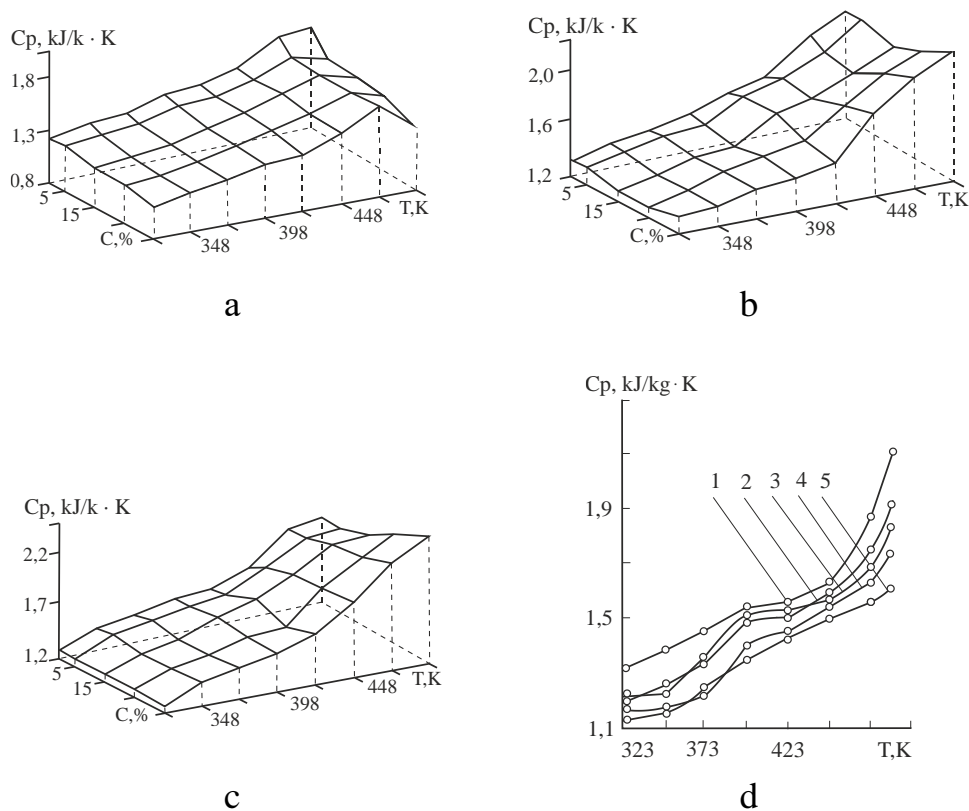 Cp, kJ/k · K
1,8
1,3
0,8
5
15
C,%
348
398
448
T,K
a
Cp, kJ/k · K
2,0
1,6
1,2
5
15
C,%
348
398
448
T,K
b
Cp, kJ/k · K
2,2
1,7
1,2
5
15
C,%
348
398
448
T,K
c
Cp, kJ/kg · K
1 2 3 4 5
1,9
1,5
1,1
323 373 423 T,K
d